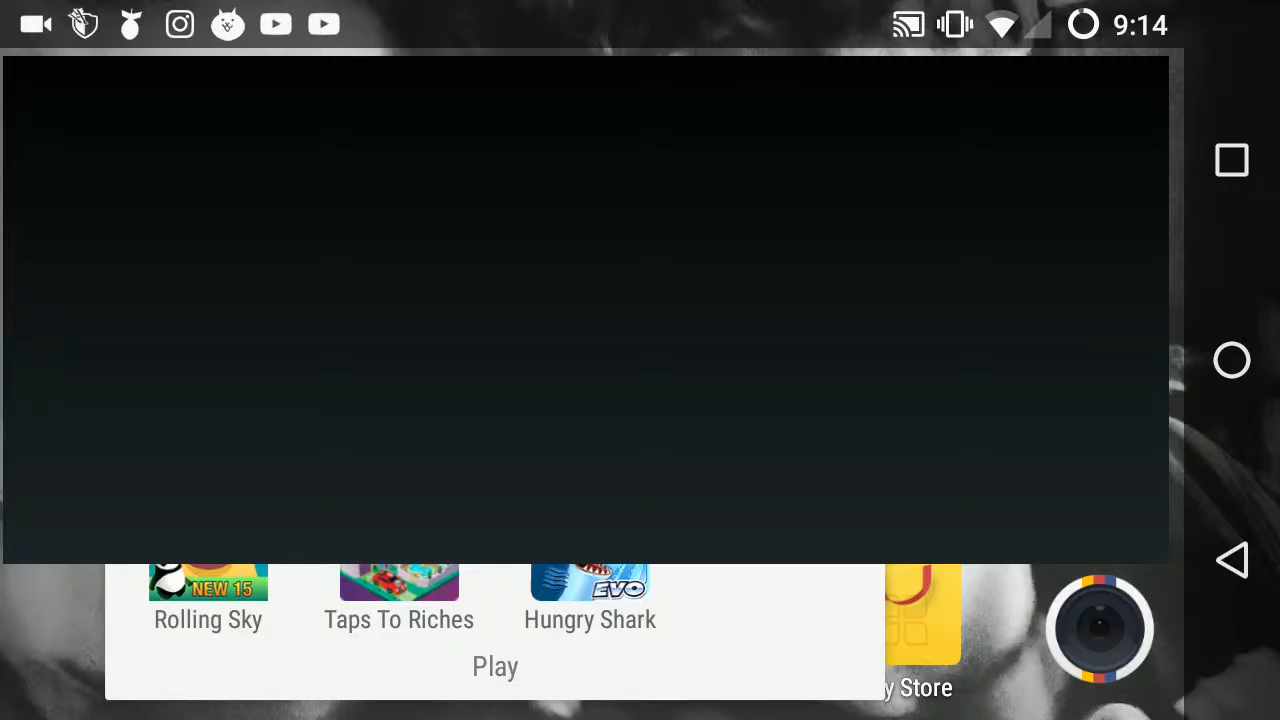 9:14
NEW 15
EVO
Rolling Sky
Taps To Riches
Hungry Shark
Play
y Store